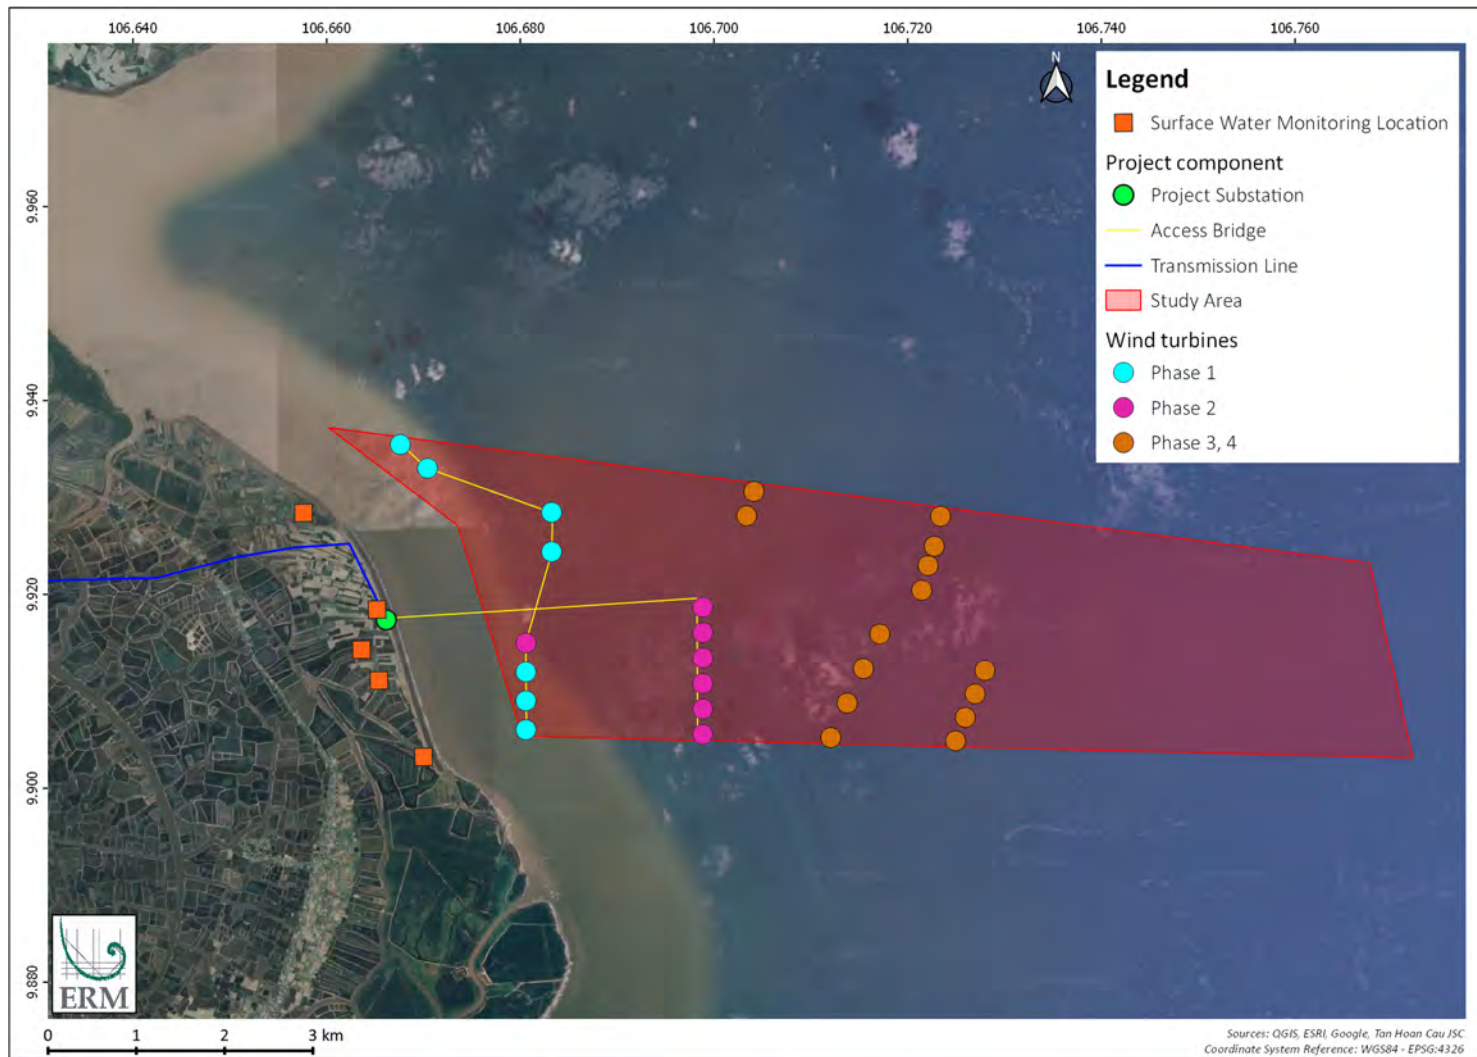 106.640 106.660 106.680 106.700 106.720 106.740 106.760
9.960
9.940
9.920
9.900
9.880
N
Legend
Surface Water Monitoring Location
Project component
Project Substation
Access Bridge
Transmission Line
Study Area
Wind turbines
Phase 1
Phase 2
Phase 3, 4
ERM
0 1 2 3 km
Sources: QGIS, ESRI, Google, Tan Hoan Cau JSC
Coordinate System Reference: WGS84 - EPSG:4326